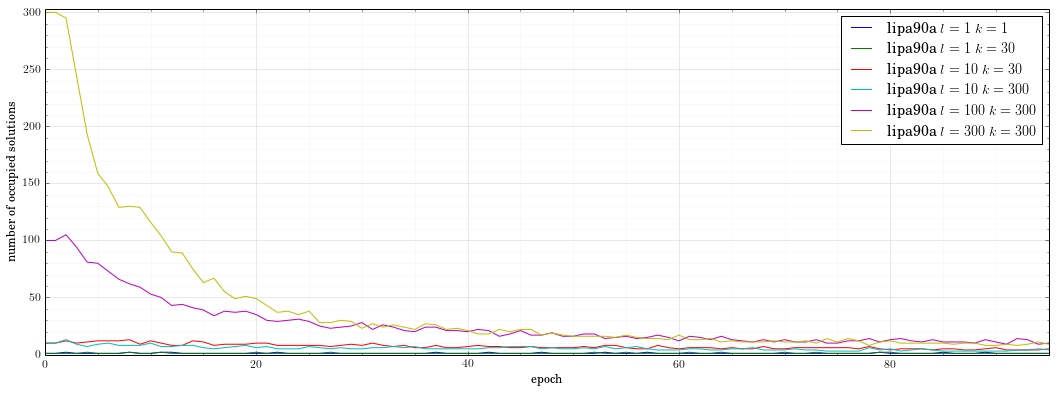 300
250
200
150
100
50
0
number of occupied solutions
lipa90a l = 1 k = 1
lipa90a l = 1 k = 30
lipa90a l = 10 k = 30
lipa90a l = 10 k = 300
lipa90a l = 100 k = 300
lipa90a l = 300 k = 300
0 20 40 60 80
epoch